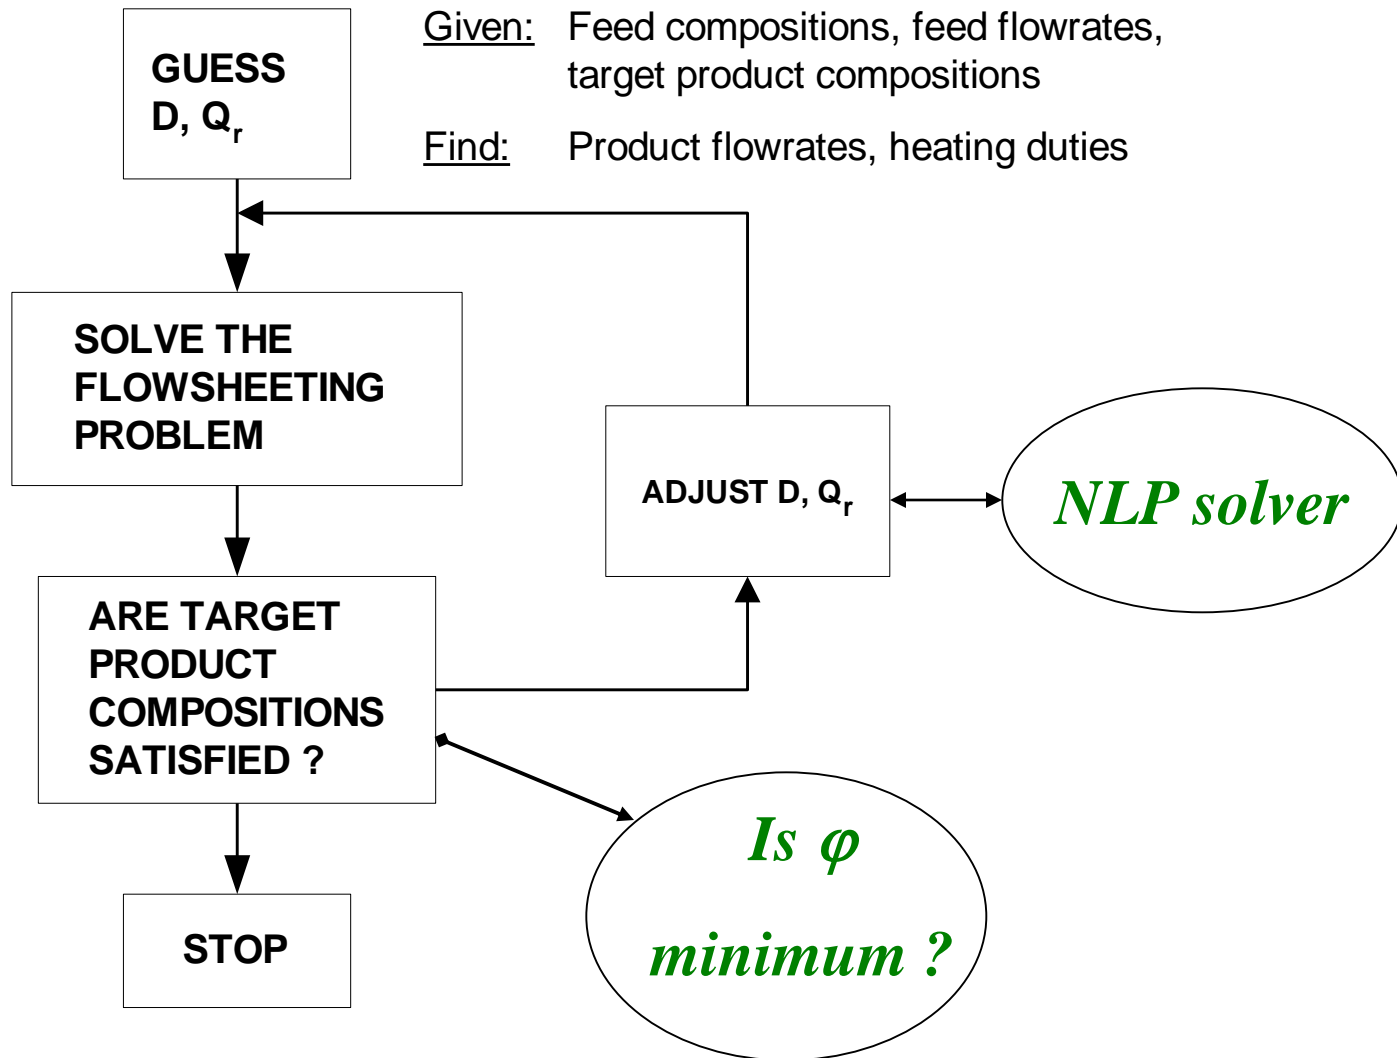 GUESS
D, Qr
Given: Feed compositions, feed flowrates,
target product compositions
Find: Product flowrates, heating duties
SOLVE THE
FLOWSHEETING
PROBLEM
ADJUST D, Qr
NLP solver
ARE TARGET
PRODUCT
COMPOSITIONS
SATISFIED ?
Is φ
minimum ?
STOP